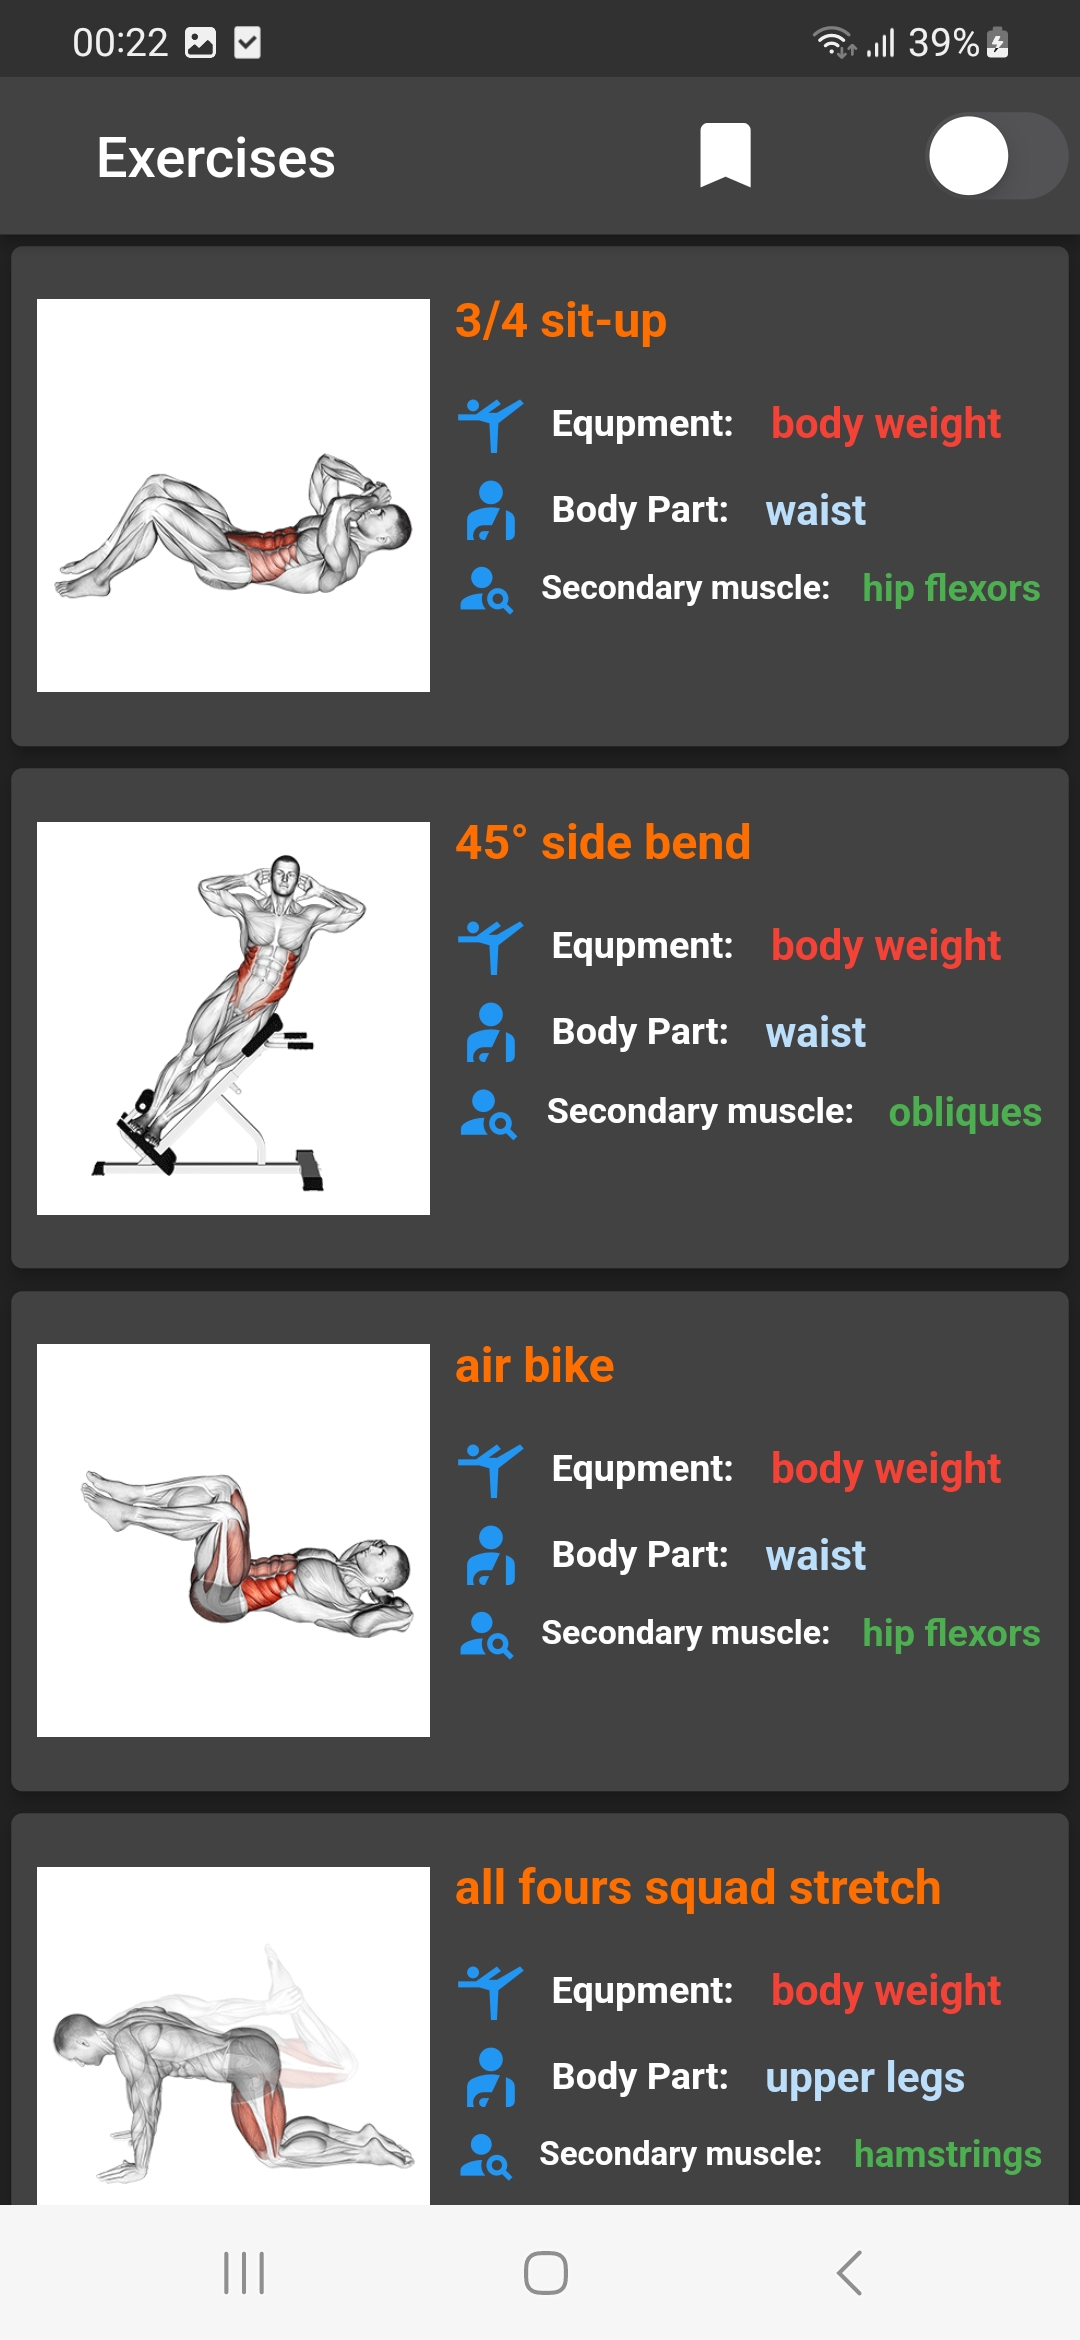 00:22 39%
Exercises
3/4 sit-up
Equpment: body weight
Body Part: waist
Secondary muscle: hip flexors
45° side bend
Equpment: body weight
Body Part: waist
Secondary muscle: obliques
air bike
Equpment: body weight
Body Part: waist
Secondary muscle: hip flexors
all fours squad stretch
Equpment: body weight
Body Part: upper legs
Secondary muscle: hamstrings